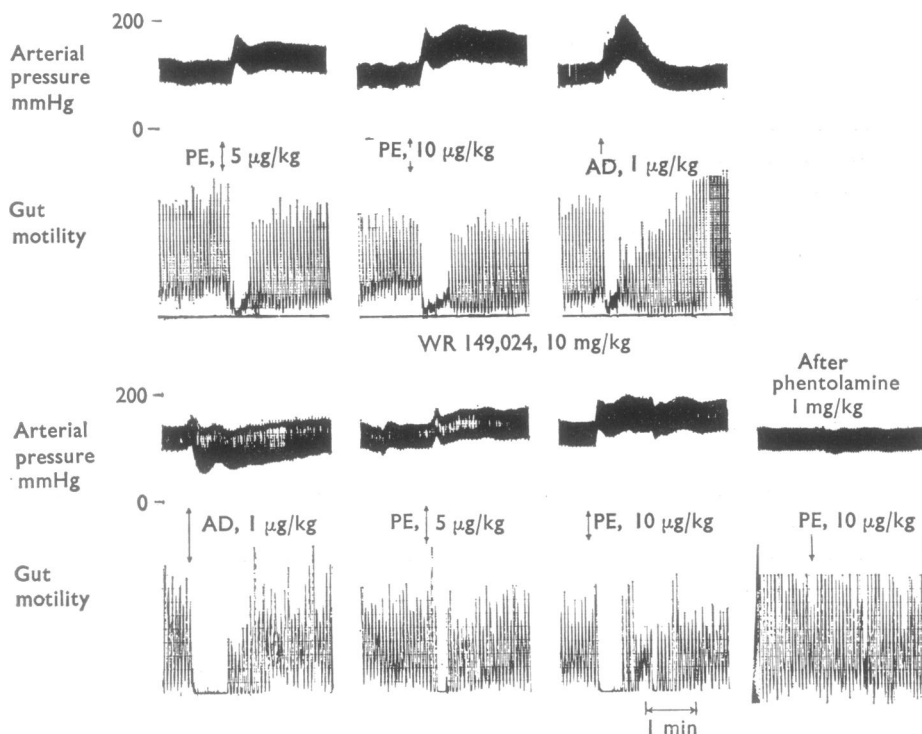 200 –
Arterial
pressure
mmHg
0 –
PE, 5 µg/kg
PE, 10 µg/kg
AD, 1 µg/kg
Gut
motility
WR 149,024, 10 mg/kg
After
phentolamine
1 mg/kg
200 –
Arterial
pressure
mmHg
0 –
AD, 1 µg/kg
PE, 5 µg/kg
PE, 10 µg/kg
PE, 10 µg/kg
Gut
motility
1 min